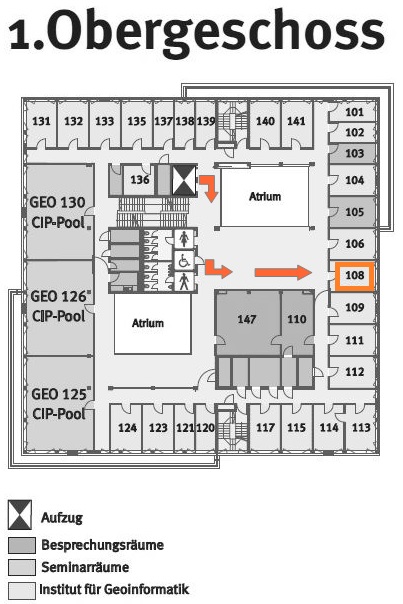 1.Obergeschoss
131 132 133 135 137 138 139 140 141 101
102
103
136 104
GEO 130
CIP-Pool
Atrium
105
106
108
GEO 126
CIP-Pool
109
Atrium 147 110
111
112
GEO 125
CIP-Pool
124 123 121 120 117 115 114 113
Aufzug
Besprechungsräume
Seminarräume
Institut für Geoinformatik